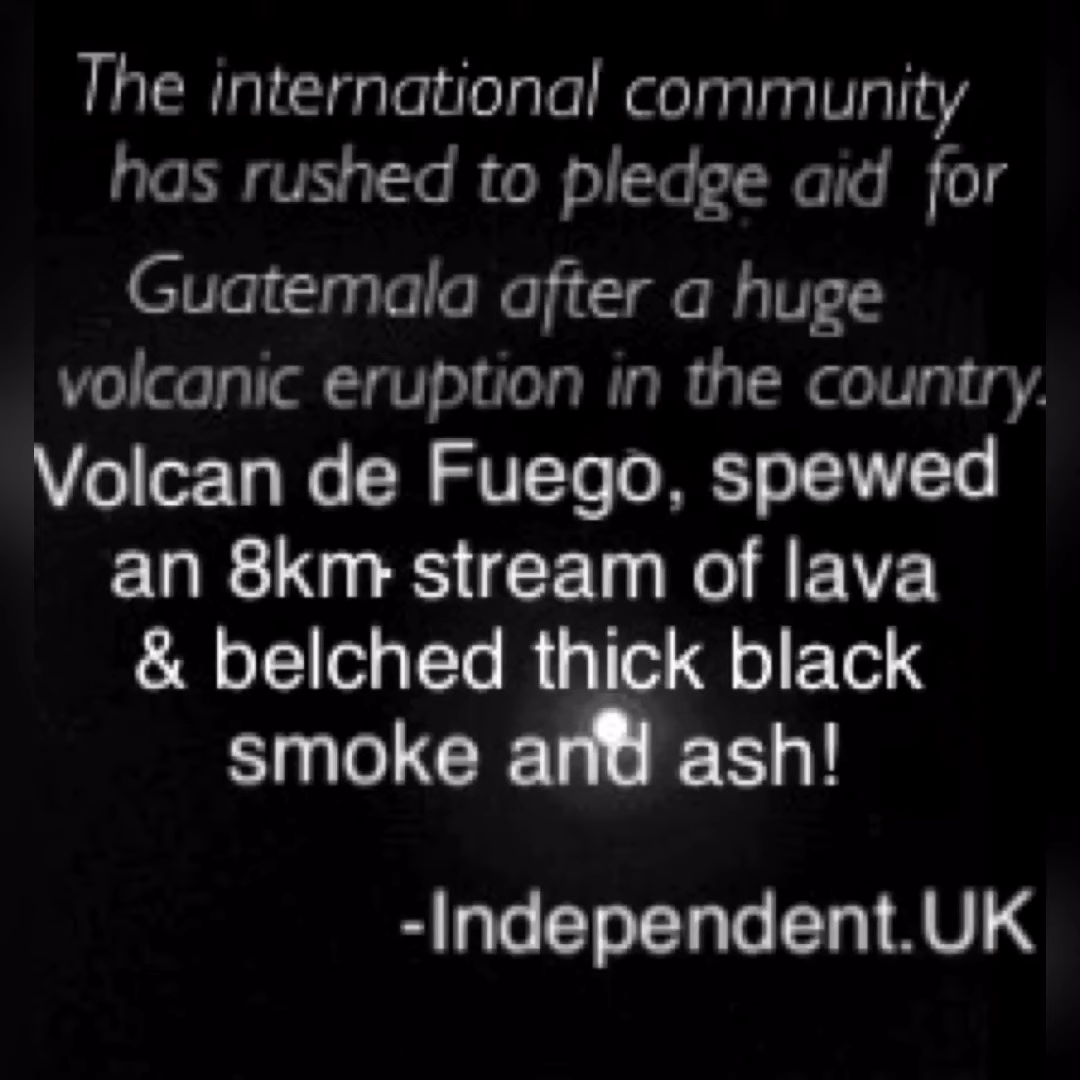 The international community
has rushed to pledge aid for
Guatemala after a huge
volcanic eruption in the country.
Volcan de Fuego, spewed
an 8km stream of lava
& belched thick black
smoke and ash!
-Independent.UK